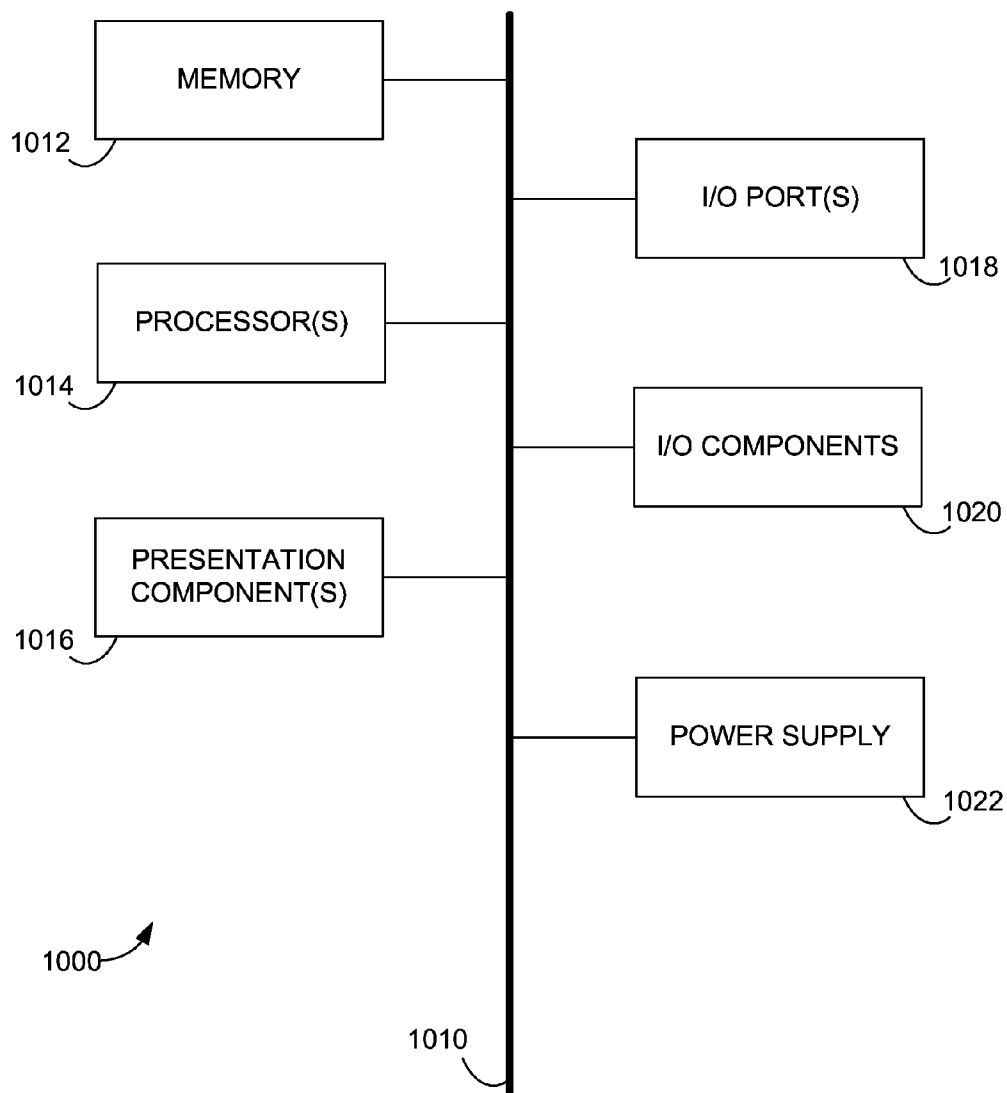 MEMORY
1012
I/O PORT(S)
1018
PROCESSOR(S)
1014
I/O COMPONENTS
1020
PRESENTATION
COMPONENT(S)
1016
POWER SUPPLY
1022
1000
1010